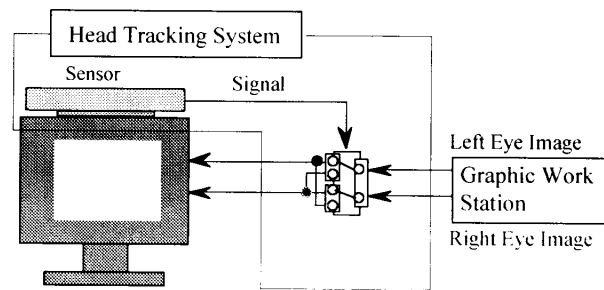 Head Tracking System
Sensor
Signal
Left Eye Image
Graphic Work
Station
Right Eye Image